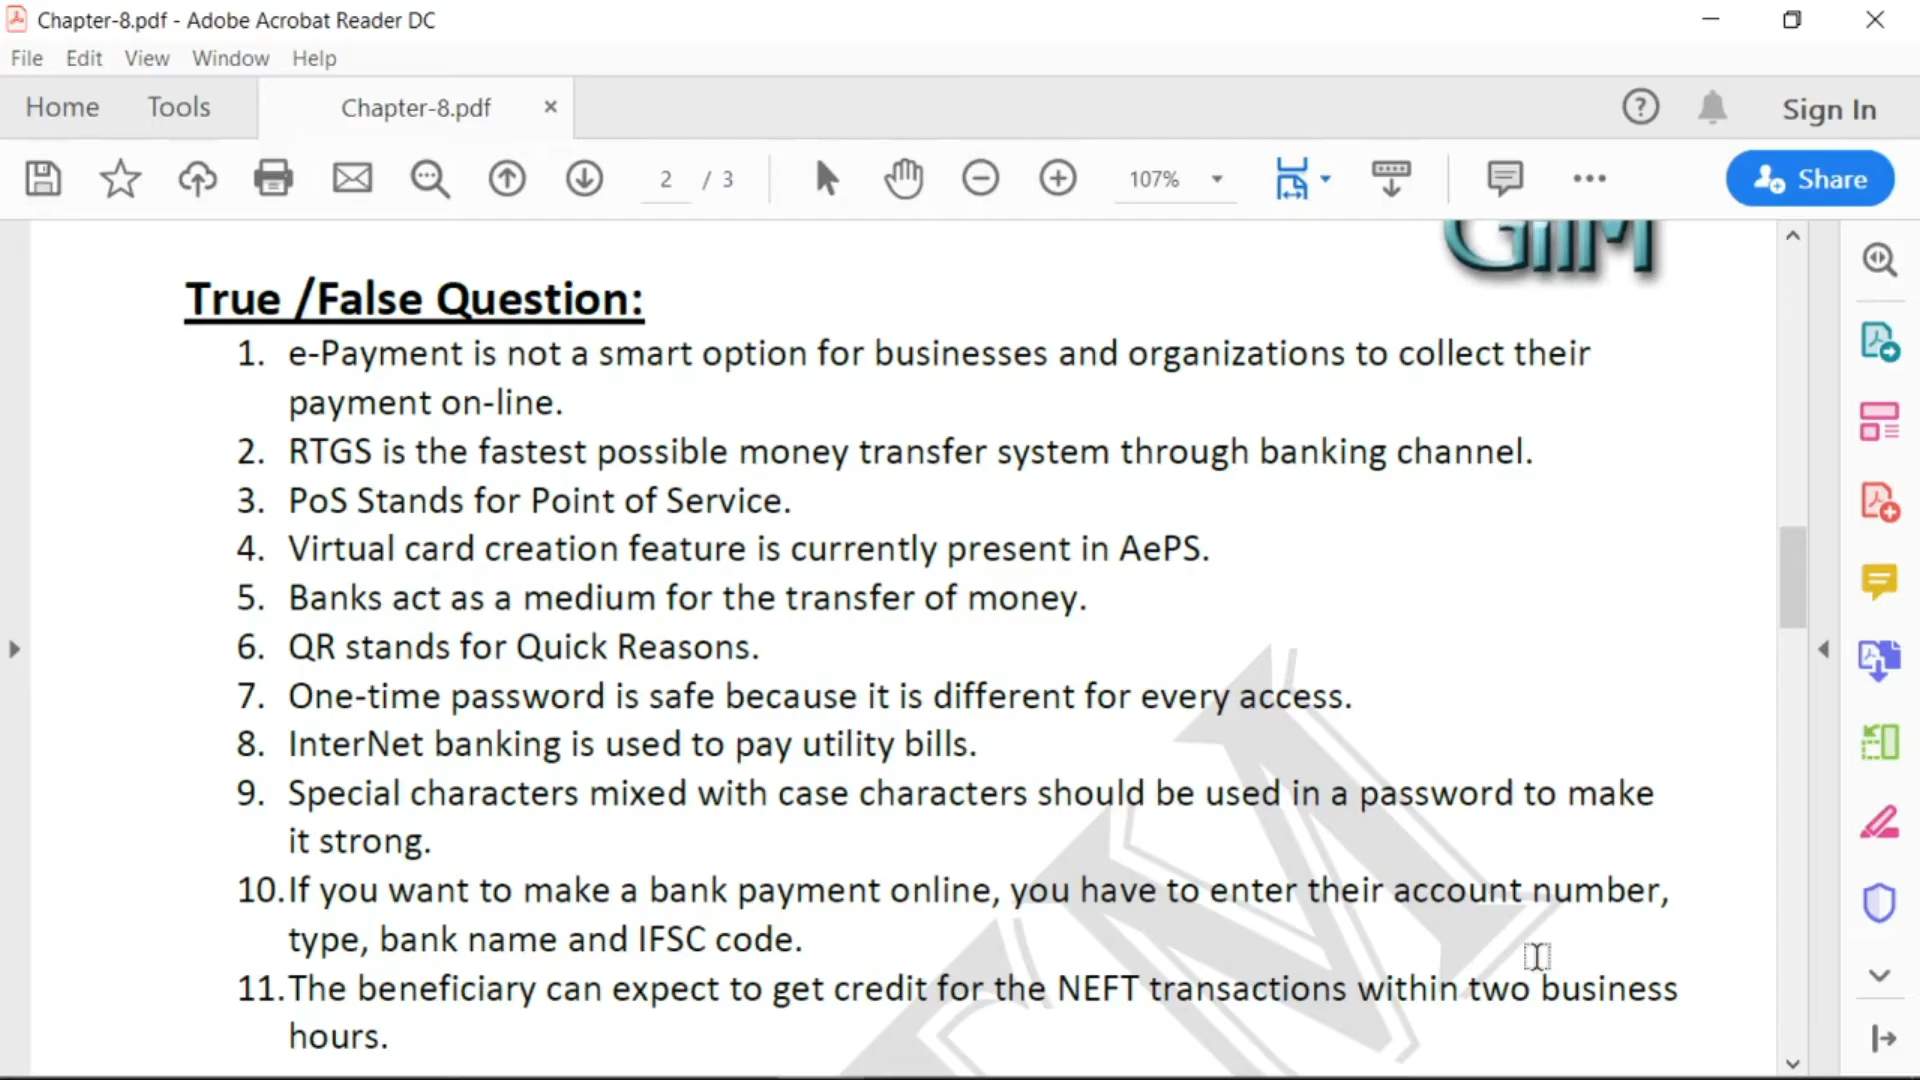 Chapter-8.pdf - Adobe Acrobat Reader DC
File Edit View Window Help
Home Tools Chapter-8.pdf × Sign In
2 / 3 107% Share
GiIM
True /False Question:
1. e-Payment is not a smart option for businesses and organizations to collect their
payment on-line.
2. RTGS is the fastest possible money transfer system through banking channel.
3. PoS Stands for Point of Service.
4. Virtual card creation feature is currently present in AePS.
5. Banks act as a medium for the transfer of money.
6. QR stands for Quick Reasons.
7. One-time password is safe because it is different for every access.
8. InterNet banking is used to pay utility bills.
9. Special characters mixed with case characters should be used in a password to make
it strong.
10.If you want to make a bank payment online, you have to enter their account number,
type, bank name and IFSC code.
11.The beneficiary can expect to get credit for the NEFT transactions within two business
hours.